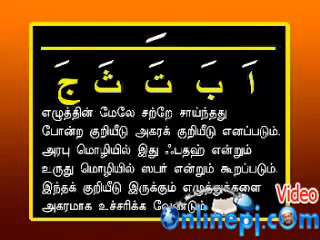 اَ بَ تَ ثَ جَ
எழுத்தின் மேலே சற்றே சாய்ந்தது
போன்ற குறியீடு அகரக் குறியீடு எனப்படும்.
அரபு மொழியில் இது ஃபதஹ் என்றும்
உருது மொழியில் ஸபர் என்றும் கூறப்படும்.
இந்தக் குறியீடு இருக்கும் எழுத்துக்களை
அகரமாக உச்சரிக்க வேண்டும்
Video
Onlinepj.com